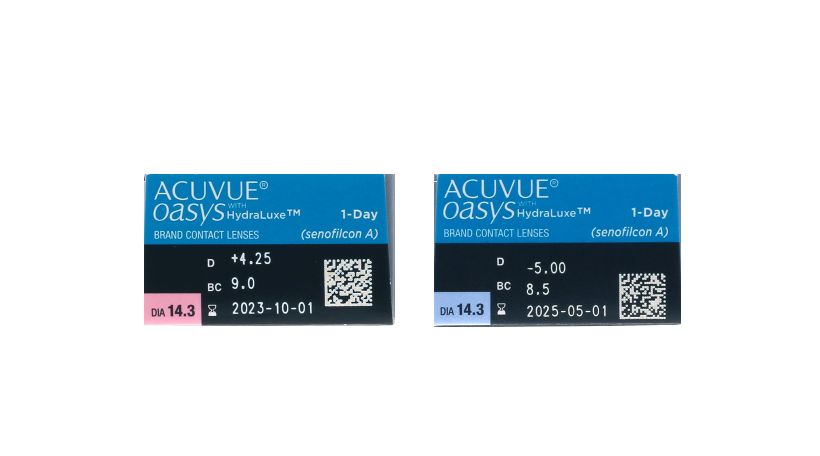 ACUVUE®
oasys WITH HydraLuxe™ 1-Day
BRAND CONTACT LENSES (senofilcon A)
D +4.25
BC 9.0
DIA 14.3 2023-10-01
ACUVUE®
oasys WITH HydraLuxe™ 1-Day
BRAND CONTACT LENSES (senofilcon A)
D -5.00
BC 8.5
DIA 14.3 2025-05-01